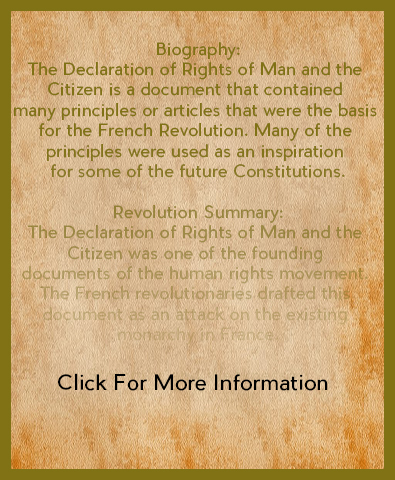 Biography:
The Declaration of Rights of Man and the
Citizen is a document that contained
many principles or articles that were the basis
for the French Revolution. Many of the
principles were used as an inspiration
for some of the future Constitutions.
Revolution Summary:
The Declaration of Rights of Man and the
Citizen was one of the founding
documents of the human rights movement.
The French revolutionaries drafted this
document as an attack on the existing
monarchy in France.
Click For More Information